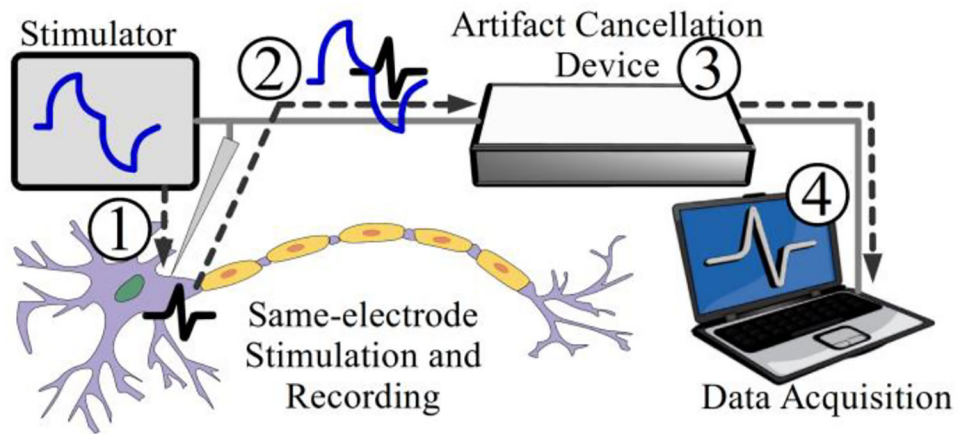 Stimulator
Artifact Cancellation
Device
1
2
3
4
Same-electrode
Stimulation and
Recording
Data Acquisition